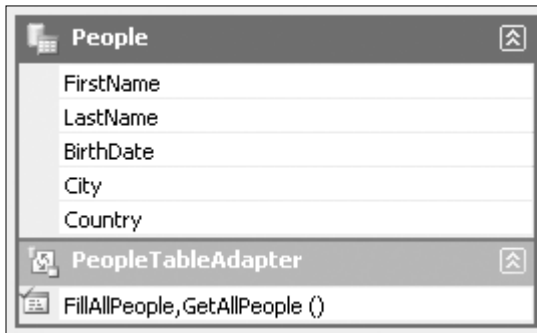 People
FirstName
LastName
BirthDate
City
Country
PeopleTableAdapter
FillAllPeople,GetAllPeople ()